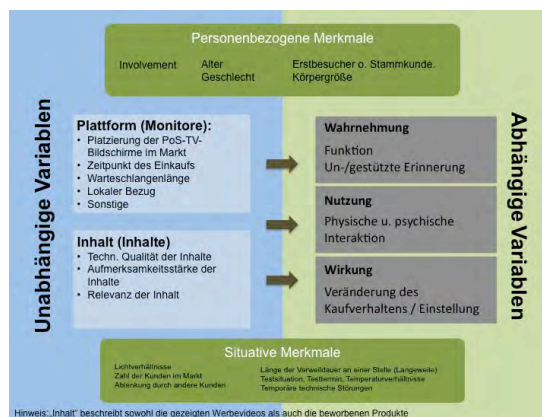 Personenbezogene Merkmale
Involvement
Alter
Geschlecht
Erstbesucher o. Stammkunde.
Körpergröße
Unabhängige Variablen
Plattform (Monitore):
• Platzierung der PoS-TV-
Bildschirme im Markt
• Zeitpunkt des Einkaufs
• Warteschlangenlänge
• Lokaler Bezug
• Sonstige
Inhalt (Inhalte)
• Techn. Qualität der Inhalte
• Aufmerksamkeitsstärke der
Inhalte
• Relevanz der Inhalt
Wahrnehmung
Funktion
Un-/gestützte Erinnerung
Nutzung
Physische u. psychische
Interaktion
Wirkung
Veränderung des
Kaufverhaltens / Einstellung
Abhängige Variablen
Situative Merkmale
Lichtverhältnisse
Zahl der Kunden im Markt
Ablenkung durch andere Kunden
Länge der Verweildauer an einer Stelle (Langeweile)
Testsituation, Testtermin, Temperaturverhältnisse
Temporäre technische Störungen
Hinweis: „Inhalt“ beschreibt sowohl die gezeigten Werbevideos als auch die beworbenen Produkte